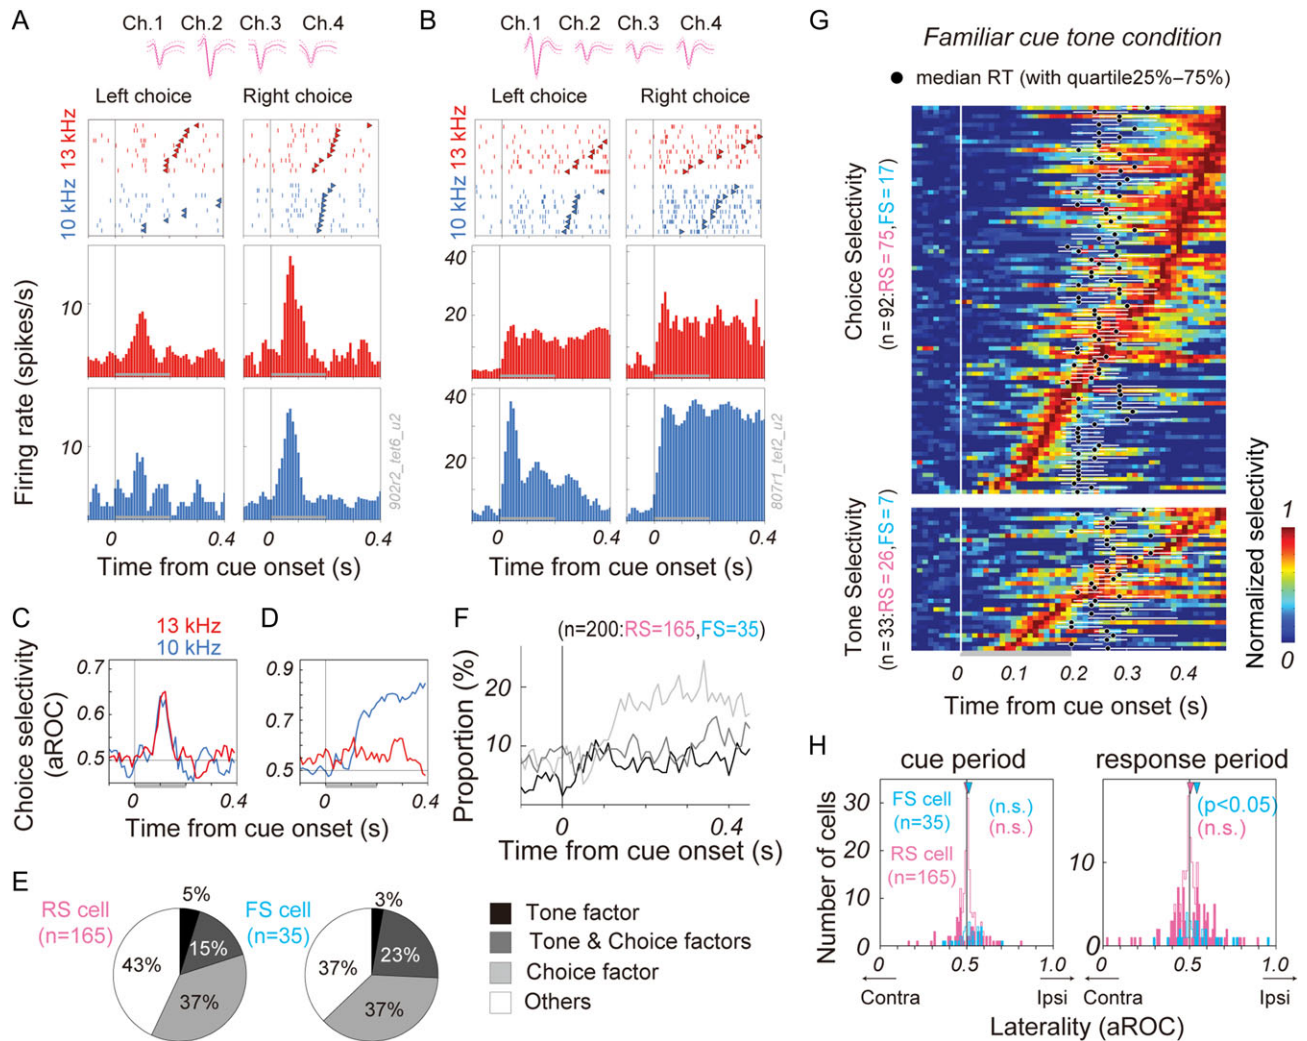 A
Ch.1 Ch.2 Ch.3 Ch.4
Left choice Right choice
10 kHz 13 kHz
Firing rate (spikes/s)
10
10
0 0.4 0 0.4
Time from cue onset (s)
902r2_tet6_u2
B
Ch.1 Ch.2 Ch.3 Ch.4
Left choice Right choice
10 kHz 13 kHz
40
20
40
20
0 0.4 0 0.4
Time from cue onset (s)
807r1_tet2_u2
C
13 kHz
10 kHz
Choice selectivity
(aROC)
0.7
0.6
0.5
0 0.4
D
0.9
0.8
0.7
0.6
0.5
0 0.4
Time from cue onset (s)
E
RS cell
(n=165)
5%
15%
37%
43%
FS cell
(n=35)
3%
23%
37%
37%
Tone factor
Tone & Choice factors
Choice factor
Others
F
(n=200:RS=165,FS=35)
Proportion (%)
20
10
0 0.4
Time from cue onset (s)
G
Familiar cue tone condition
median RT (with quartile25%–75%)
Choice Selectivity
(n=92:RS=75,FS=17)
Tone Selectivity
(n=33:RS=26,FS=7)
0 0.1 0.2 0.3 0.4
Time from cue onset (s)
Normalized selectivity
1
0
H
cue period
Number of cells
30
20
10
0
FS cell
(n=35)
RS cell
(n=165)
(n.s.)
(n.s.)
0 0.5 1.0
Contra Ipsi
response period
10
0
(p<0.05)
(n.s.)
0 0.5 1.0
Contra Ipsi
Laterality (aROC)